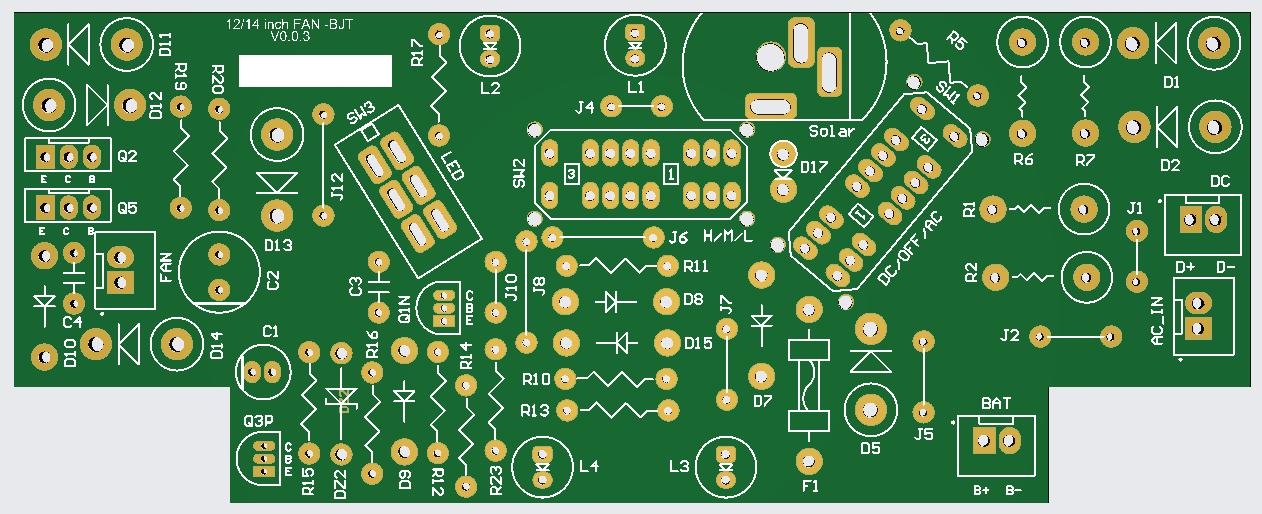 12/14 inch FAN -BJT
V0.0.3
D11
R19
R20
R17
L2
L1
R5
D1
D12
SW3
J4
Solar
SW1
Q2
E C B
LED
SW2
3
1
D17
3
1
R6
R7
D2
DC
Q5
E C B
J12
D13
R1
J1
H/M/L
J6
DC/OFF/AC
FAN
C2
C3
J10
J8
R11
R2
D+ D-
Q1N
C
B
E
D8
J7
C4
C1
D10
D14
R16
R14
D15
J2
AC_IN
R10
D7
R13
DZ2
BAT
J5
D5
Q3P
C
B
E
R15
DZ2
D9
R12
R23
L4
L3
F1
B+ B-